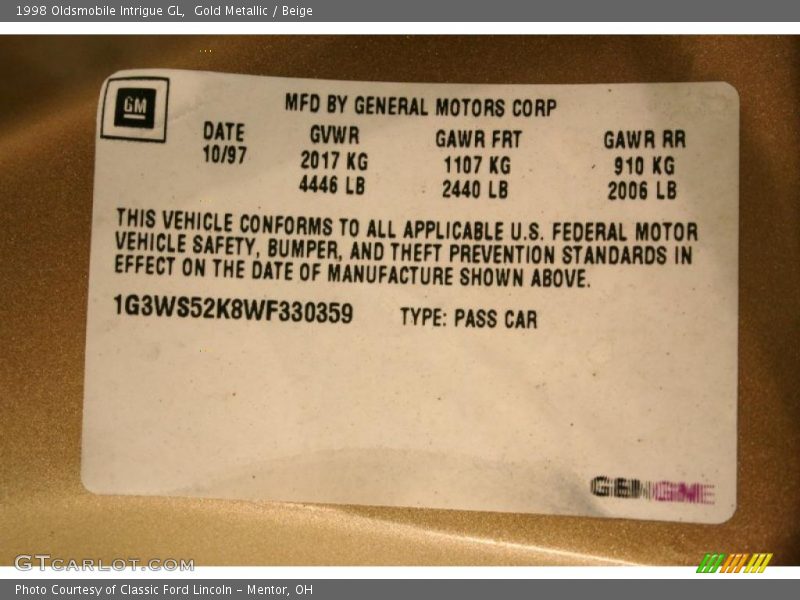 1998 Oldsmobile Intrigue GL, Gold Metallic / Beige
GM
MFD BY GENERAL MOTORS CORP
DATE GVWR GAWR FRT GAWR RR
10/97 2017 KG 1107 KG 910 KG
4446 LB 2440 LB 2006 LB
THIS VEHICLE CONFORMS TO ALL APPLICABLE U.S. FEDERAL MOTOR
VEHICLE SAFETY, BUMPER, AND THEFT PREVENTION STANDARDS IN
EFFECT ON THE DATE OF MANUFACTURE SHOWN ABOVE.
1G3WS52K8WF330359 TYPE: PASS CAR
GTCARLOT.COM
Photo Courtesy of Classic Ford Lincoln - Mentor, OH